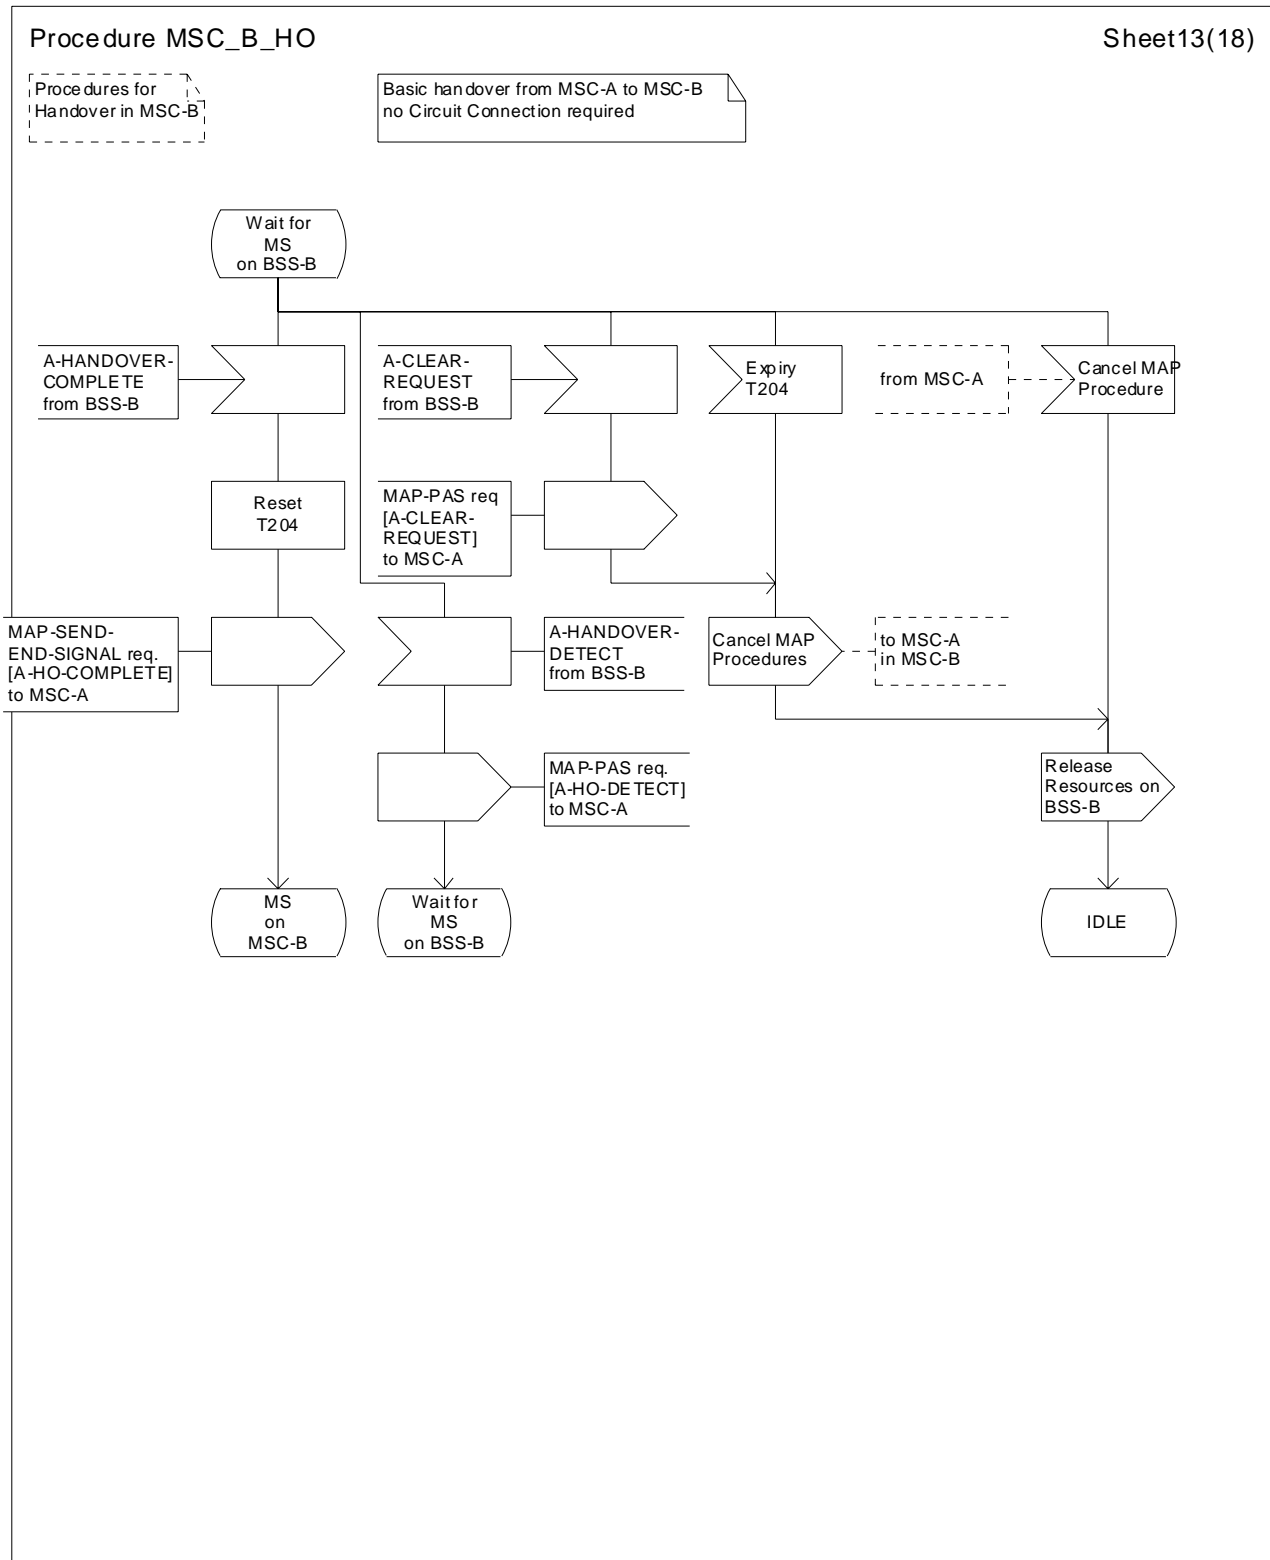 Procedure MSC_B_HO
Sheet13(18)
Procedures for
Handover in MSC-B
Basic handover from MSC-A to MSC-B
no Circuit Connection required
Wait for
MS
on BSS-B
A-HANDOVER-
COMPLETE
from BSS-B
A-CLEAR-
REQUEST
from BSS-B
Expiry
T204
from MSC-A
Cancel MAP
Procedure
Reset
T204
MAP-PAS req
[A-CLEAR-
REQUEST]
to MSC-A
MAP-SEND-
END-SIGNAL req.
[A-HO-COMPLETE]
to MSC-A
A-HANDOVER-
DETECT
from BSS-B
Cancel MAP
Procedures
to MSC-A
in MSC-B
MAP-PAS req.
[A-HO-DETECT]
to MSC-A
Release
Resources on
BSS-B
MS
on
MSC-B
Wait for
MS
on BSS-B
IDLE